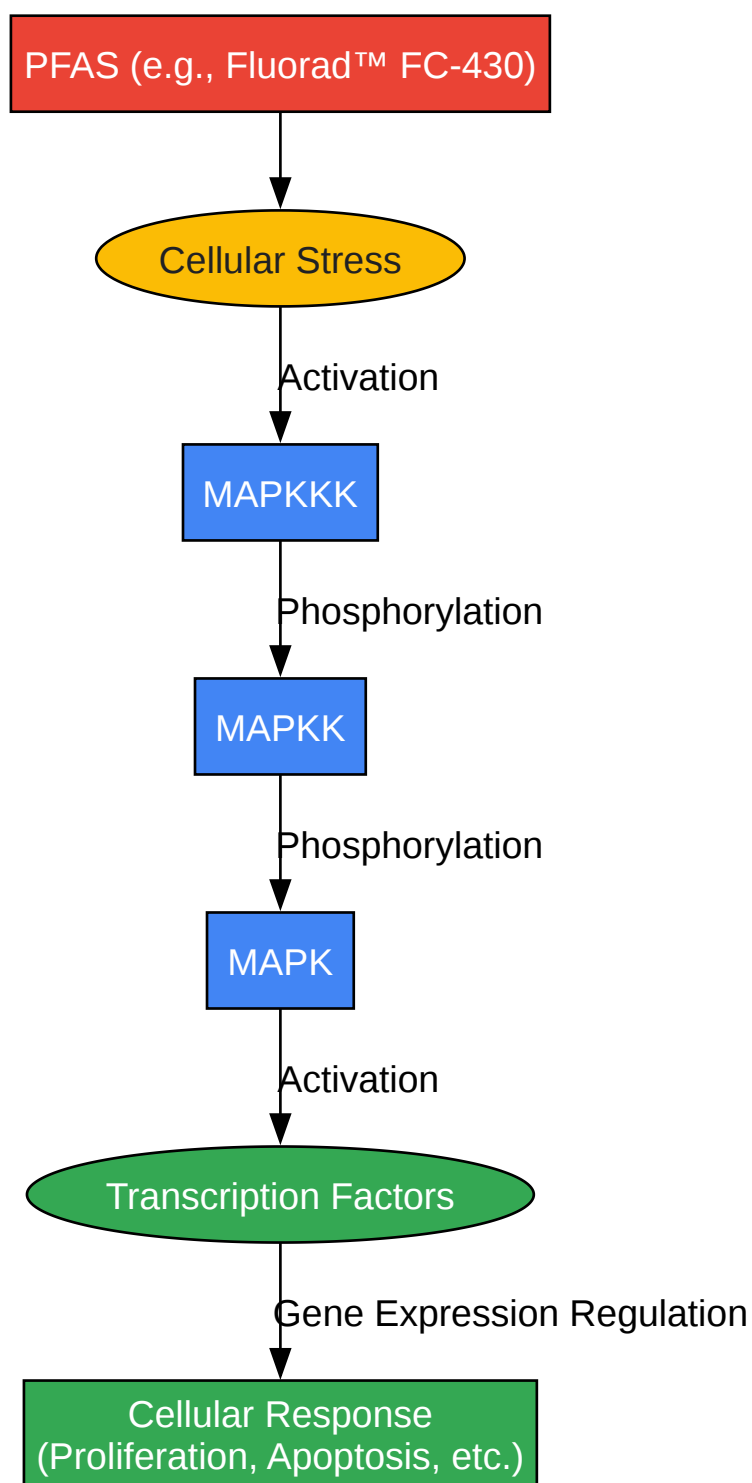 PFAS (e.g., Fluorad™ FC-430)
Cellular Stress
Activation
MAPKKK
Phosphorylation
MAPKK
Phosphorylation
MAPK
Activation
Transcription Factors
Gene Expression Regulation
Cellular Response
(Proliferation, Apoptosis, etc.)